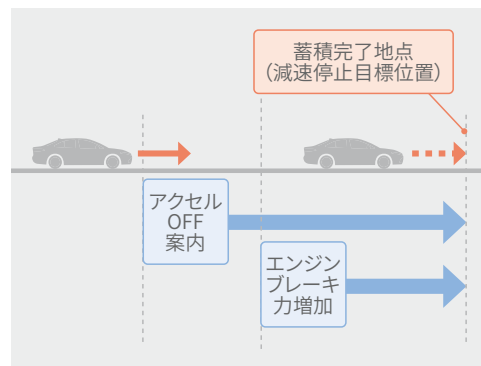 蓄積完了地点
（減速停止目標位置）
アクセル
OFF
案内
エンジン
ブレーキ
力増加